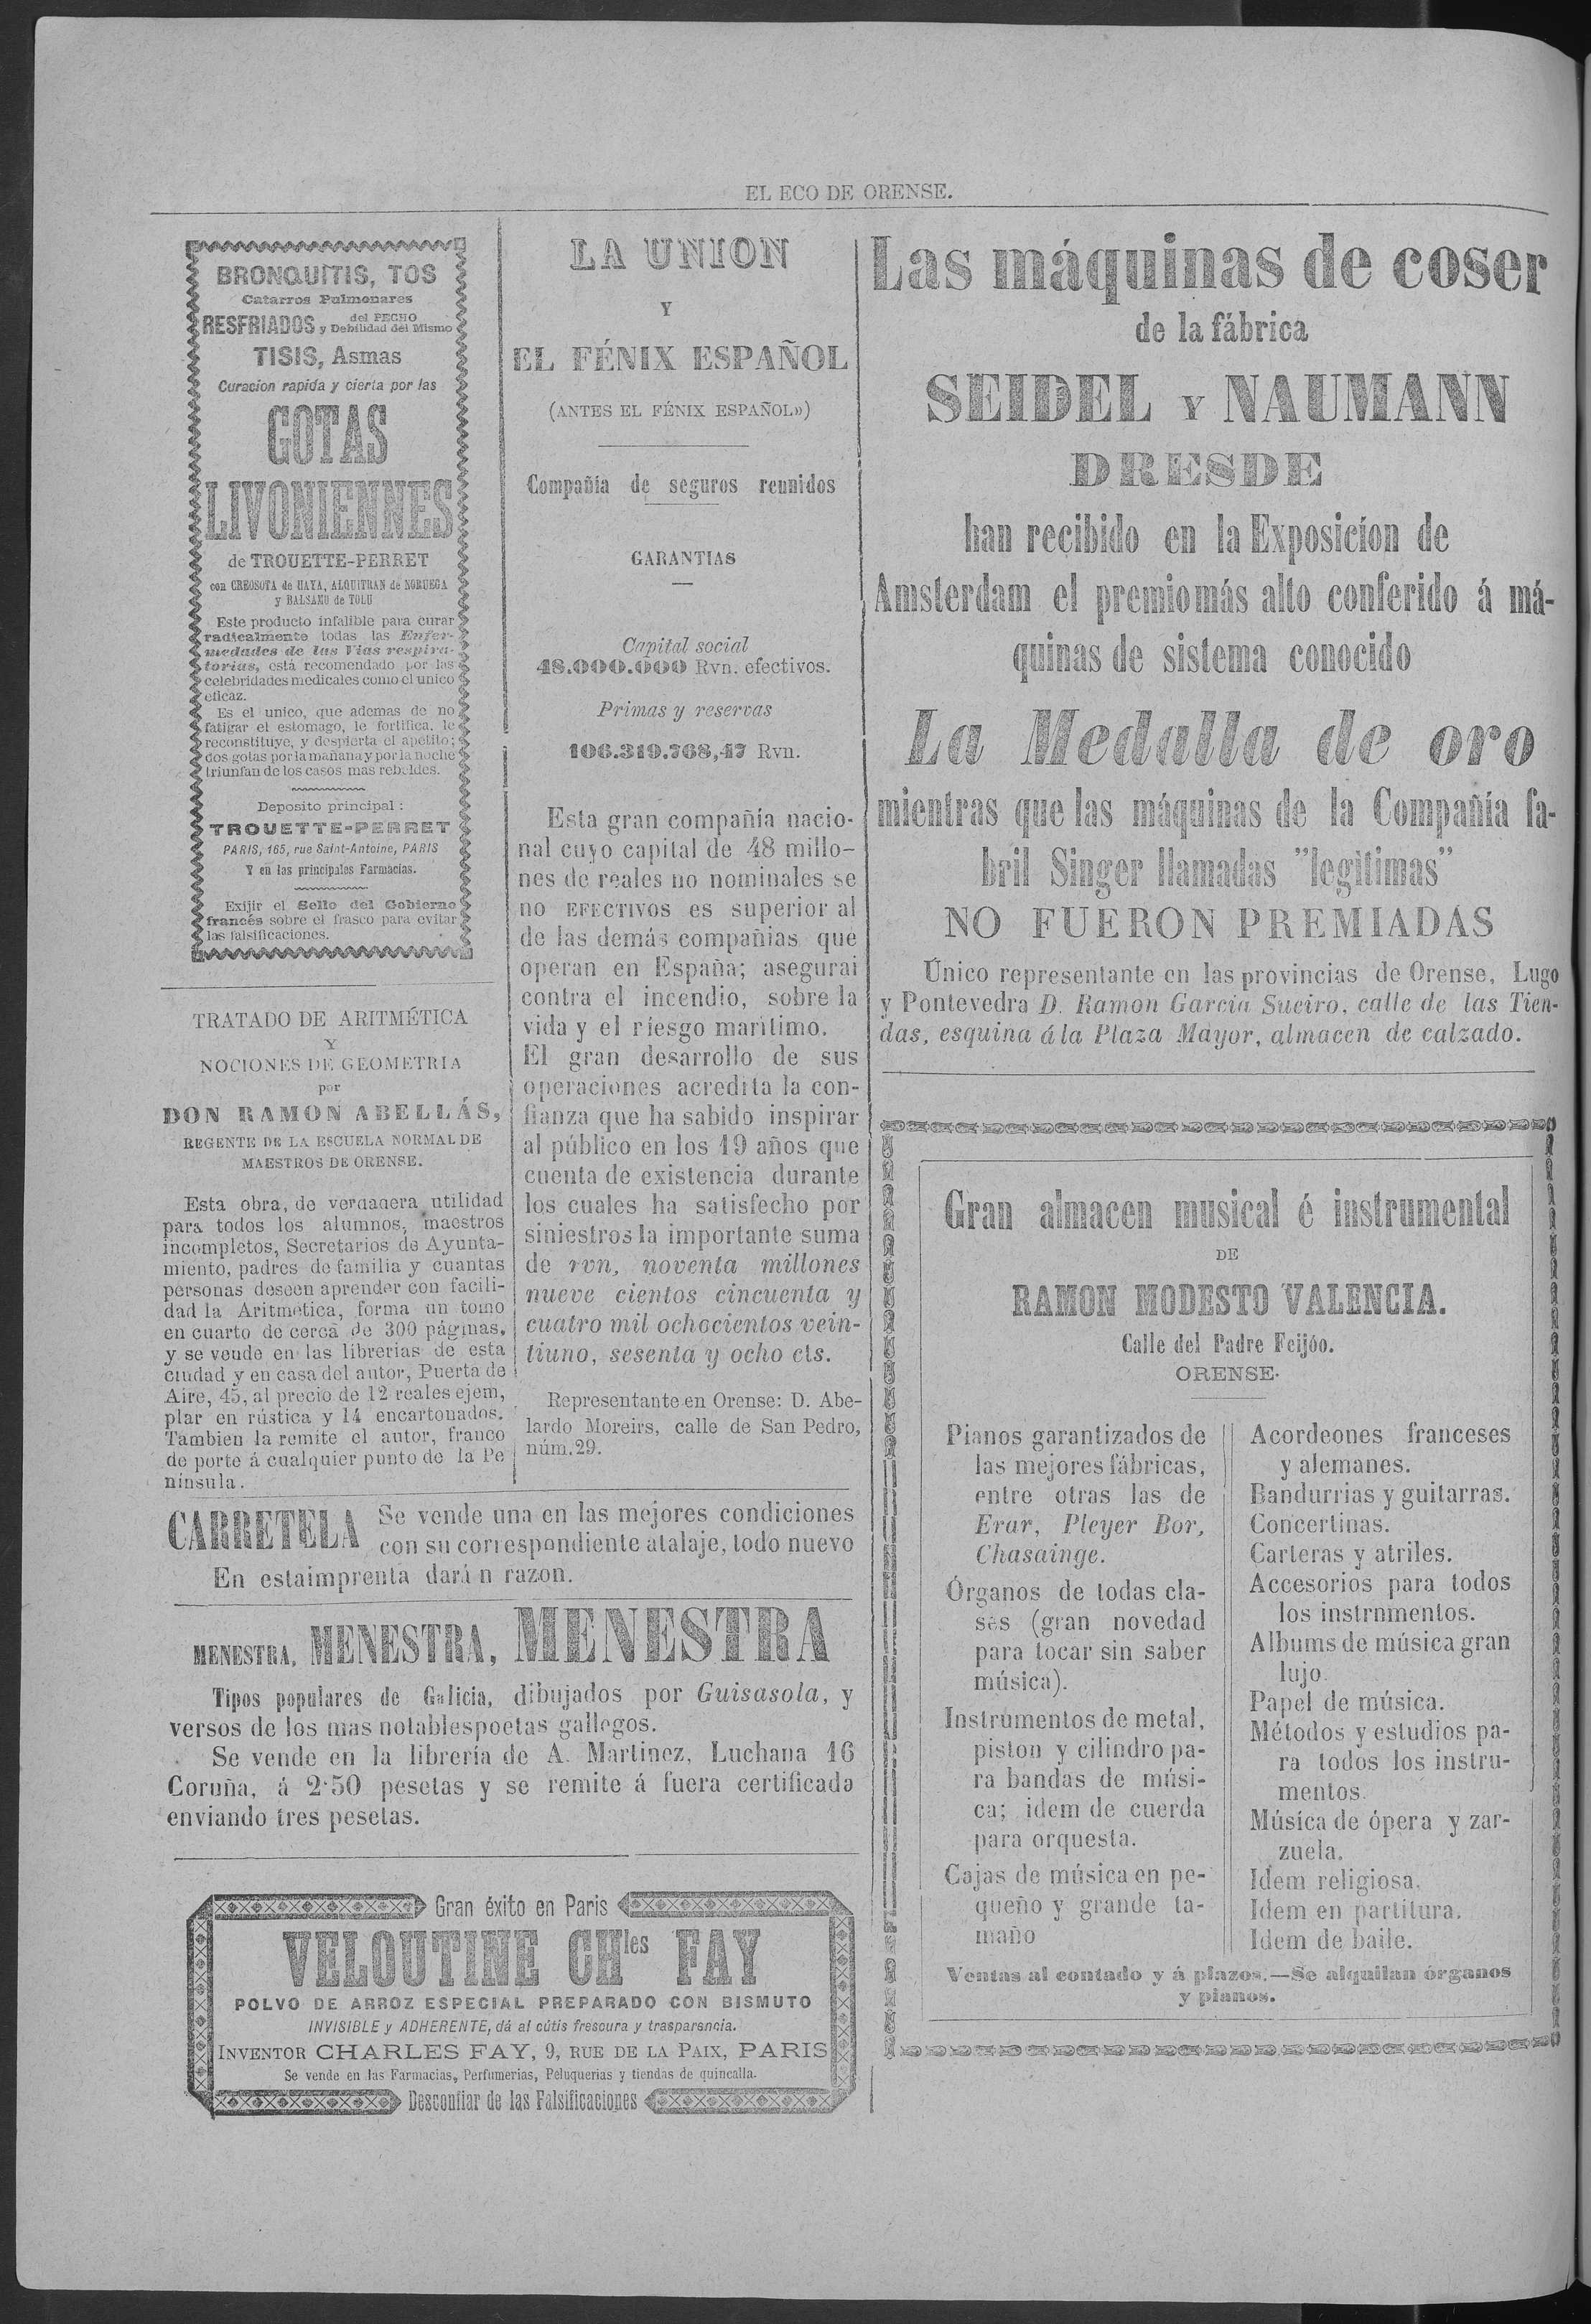 EL ECO DE ORENSE.
BRONQUITIS, TOS
Catarros Pulmonares
RESFRIADOS y Debilidad del Mismo
del PECHO
TISIS, Asmas
Curacion rapida y cierta por las
GOTAS
LIVONIENNES
de TROUETTE-PERRET
con CREOSOTA de HAYA, ALQUITRAN de NORUEGA
y BALSAMO de TOLU
Este producto infalible para curar
radicalmente todas las Enfer-
medades de las Vias respira-
torias, está recomendado por las
celebridades medicales como el unico
eficaz.
Es el unico, que ademas de no
fatigar el estomago, le fortifica, le
reconstituye, y despierta el apetito;
dos gotas por la mañana y por la noche
triunfan de los casos mas rebeldes.
Deposito principal :
TROUETTE-PERRET
PARIS, 165, rue Saint-Antoine, PARIS
Y en las principales Farmacias.
Exijir el Sello del Gobierno
francés sobre el frasco para evitar
las falsificaciones.
TRATADO DE ARITMÉTICA
Y
NOCIONES DE GEOMETRIA
por
DON RAMON ABELLÁS,
REGENTE DE LA ESCUELA NORMAL DE
MAESTROS DE ORENSE.
Esta obra, de verdadera utilidad
para todos los alumnos, maestros
incompletos, Secretarios de Ayunta-
miento, padres de familia y cuantas
personas deseen aprender con facili-
dad la Aritmetica, forma un tomo
en cuarto de cerca de 300 páginas,
y se vende en las librerias de esta
ciudad y en casa del autor, Puerta de
Aire, 45, al precio de 12 reales ejem,
plar en rústica y 14 encartonados.
Tambien la remite el autor, franco
de porte á cualquier punto de la Pe
nínsula.
LA UNION
Y
EL FÉNIX ESPAÑOL
(ANTES EL FÉNIX ESPAÑOL»)
Compañía de seguros reunidos
GARANTIAS
Capital social
48.000.000 Rvn. efectivos.
Primas y reservas
106.319.768,47 Rvn.
Esta gran compañía nacio-
nal cuyo capital de 48 millo-
nes de reales no nominales se
no EFECTIVOS es superior al
de las demás compañias que
operan en España; asegurai
contra el incendio, sobre la
vida y el riesgo marítimo.
El gran desarrollo de sus
operaciones acredita la con-
fianza que ha sabido inspirar
al público en los 19 años que
cuenta de existencia durante
los cuales ha satisfecho por
siniestros la importante suma
de rvn, noventa millones
nueve cientos cincuenta y
cuatro mil ochocientos vein-
tiuno, sesenta y ocho cts.
Representante en Orense: D. Abe-
lardo Moreirs, calle de San Pedro,
núm. 29.
CARRETELA Se vende una en las mejores condiciones
con su correspondiente atalaje, todo nuevo
En estaimprenta dará n razon.
MENESTRA, MENESTRA, MENESTRA
Tipos populares de Galicia, dibujados por Guisasola, y
versos de los mas notablespoetas gallegos.
Se vende en la librería de A. Martinez, Luchana 16
Coruña, á 2·50 pesetas y se remite á fuera certificada
enviando tres pesetas.
Gran éxito en Paris
VELOUTINE CHles FAY
POLVO DE ARROZ ESPECIAL PREPARADO CON BISMUTO
INVISIBLE y ADHERENTE, dá al cútis frescura y trasparencia.
INVENTOR CHARLES FAY, 9, RUE DE LA PAIX, PARIS
Se vende en las Farmacias, Perfumerias, Peluquerias y tiendas de quincalla.
Desconfiar de las Falsificaciones
Las máquinas de coser
de la fábrica
SEIDEL Y NAUMANN
DRESDE
han recibido en la Exposicíon de
Amsterdam el premiomás alto conferido á má-
quinas de sistema conocido
La Medalla de oro
mientras que las máquinas de la Compañía fa-
bril Singer llamadas "legitimas"
NO FUERON PREMIADAS
Único representante en las provincias de Orense, Lugo
y Pontevedra D. Ramon García Sueiro, calle de las Tien-
das, esquina á la Plaza Mayor, almacen de calzado.
Gran almacen musical é instrumental
DE
RAMON MODESTO VALENCIA.
Calle del Padre Feijóo.
ORENSE·
Pianos garantizados de
las mejores fábricas,
entre otras las de
Erar, Pleyer Bor,
Chasainge.
Órganos de todas cla-
ses (gran novedad
para tocar sin saber
música).
Instrumentos de metal,
piston y cilindro pa-
ra bandas de músi-
ca; idem de cuerda
para orquesta.
Cajas de música en pe-
queño y grande ta-
maño
Acordeones franceses
y alemanes.
Bandurrias y guitarras.
Concertinas.
Carteras y atriles.
Accesorios para todos
los instrnmentos.
Albums de música gran
lujo.
Papel de música.
Métodos y estudios pa-
ra todos los instru-
mentos.
Música de ópera y zar-
zuela.
Idem religiosa.
Idem en partitura.
Idem de baile.
Ventas al contado y á plazos.—Se alquilan órganos
y pianos.